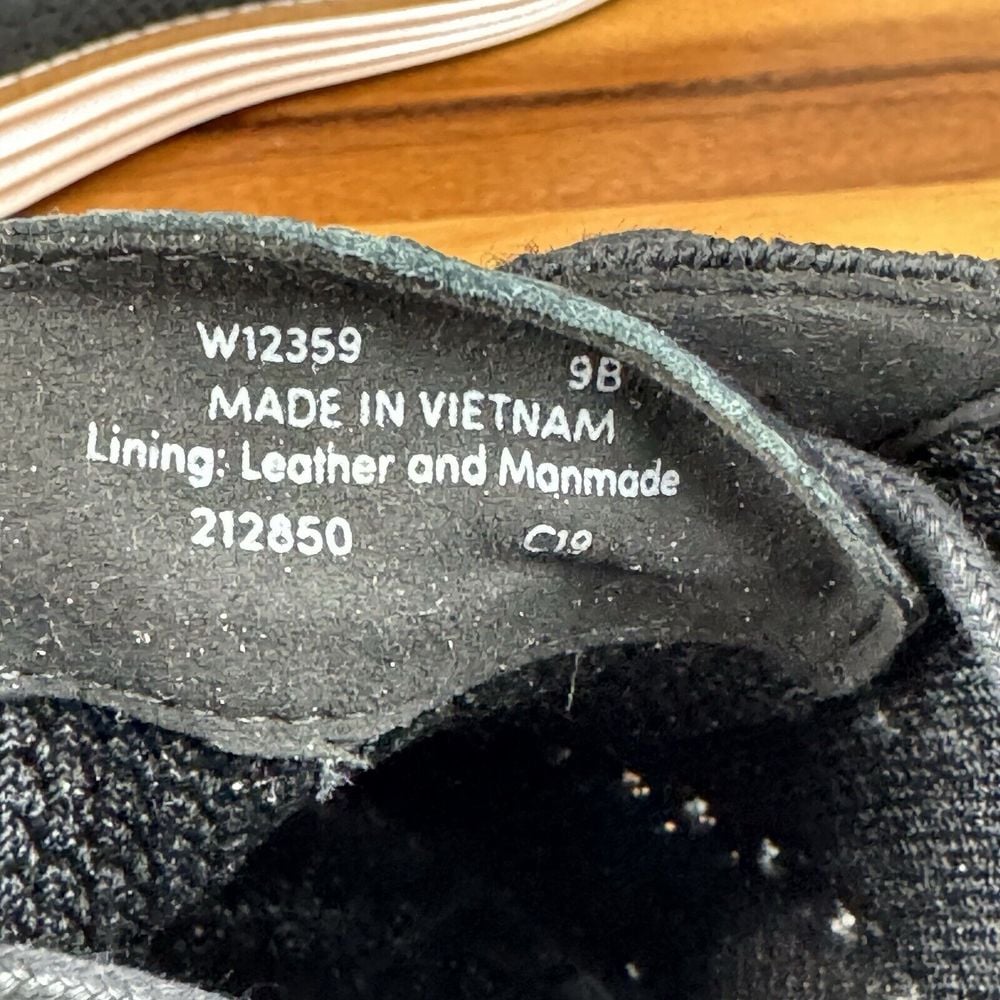 W12359 9B
MADE IN VIETNAM
Lining: Leather and Manmade
212850 C19